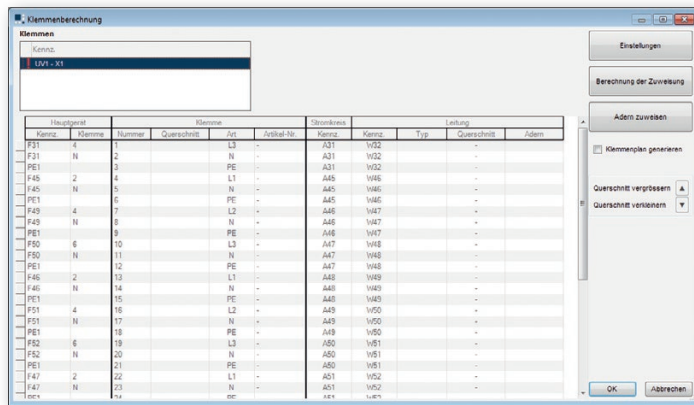 Klemmenberechnung
Klemmen
Kennz.
UV1 - X1
Einstellungen
Berechnung der Zuweisung
Adern zuweisen
Klemmenplan generieren
Querschnitt vergrössern
Querschnitt verkleinern
Hauptgerät Klemme Stromkreis Leitung
Kennz. Klemme Nummer Querschnitt Art Artikel-Nr. Kennz. Kennz. Typ Querschnitt Adern
F31 4 1 L3 - A31 W32 -
F31 N 2 N - A31 W32
PE1 3 PE - A31 W32 -
F45 2 4 L1 - A45 W46 -
F45 N 5 N - A45 W46 -
PE1 6 PE - A45 W46 -
F49 4 7 L2 - A46 W47 -
F49 N 8 N - A46 W47 -
PE1 9 PE - A46 W47 -
F50 6 10 L3 - A47 W48 -
F50 N 11 N - A47 W48 -
PE1 12 PE - A47 W48 -
F46 2 13 L1 - A48 W49 -
F46 N 14 N - A48 W49 -
PE1 15 PE - A48 W49 -
F51 4 16 L2 - A49 W50 -
F51 N 17 N - A49 W50 -
PE1 18 PE - A49 W50 -
F52 6 19 L3 - A50 W51 -
F52 N 20 N - A50 W51 -
PE1 21 PE - A50 W51 -
F47 2 22 L1 - A51 W52 -
F47 N 23 N - A51 W52 -
PE1 24 PE - A51 W52 -
OK Abbrechen